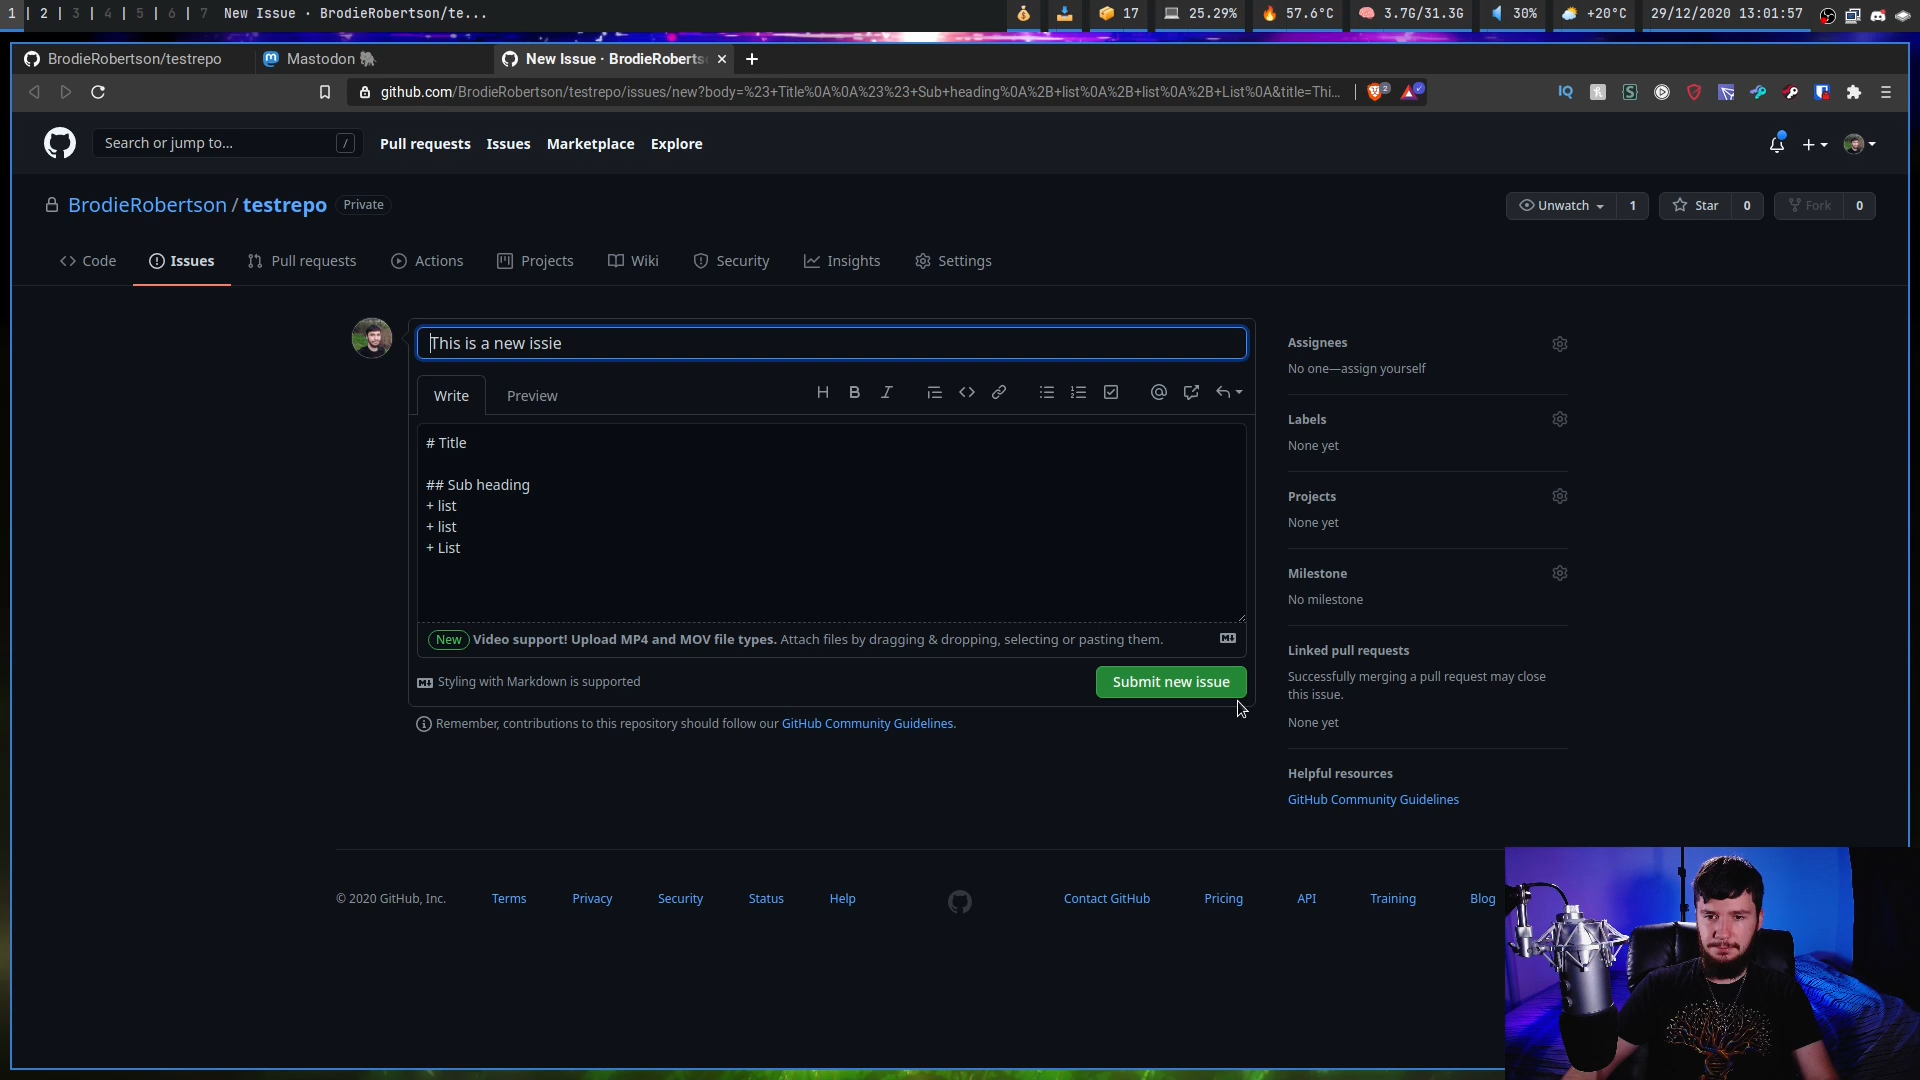 1 | 2 | 3 | 4 | 5 | 6 | 7 New Issue · BrodieRobertson/te...
17 25.29% 57.6°C 3.7G/31.3G 30% +20°C 29/12/2020 13:01:57
BrodieRobertson/testrepo Mastodon New Issue · BrodieRoberts
github.com/BrodieRobertson/testrepo/issues/new?body=%23+Title%0A%0A%23%23+Sub+heading%0A%2B+list%0A%2B+list%0A%2B+List%0A&title=Thi... 2 IQ
Search or jump to... / Pull requests Issues Marketplace Explore
BrodieRobertson / testrepo Private Unwatch 1 Star 0 Fork 0
Code Issues Pull requests Actions Projects Wiki Security Insights Settings
This is a new issie
Write Preview H B I
# Title
## Sub heading
+ list
+ list
+ List
New Video support! Upload MP4 and MOV file types. Attach files by dragging & dropping, selecting or pasting them.
Styling with Markdown is supported
Submit new issue
Remember, contributions to this repository should follow our GitHub Community Guidelines.
Assignees
No one—assign yourself
Labels
None yet
Projects
None yet
Milestone
No milestone
Linked pull requests
Successfully merging a pull request may close
this issue.
None yet
Helpful resources
GitHub Community Guidelines
© 2020 GitHub, Inc. Terms Privacy Security Status Help Contact GitHub Pricing API Training Blog